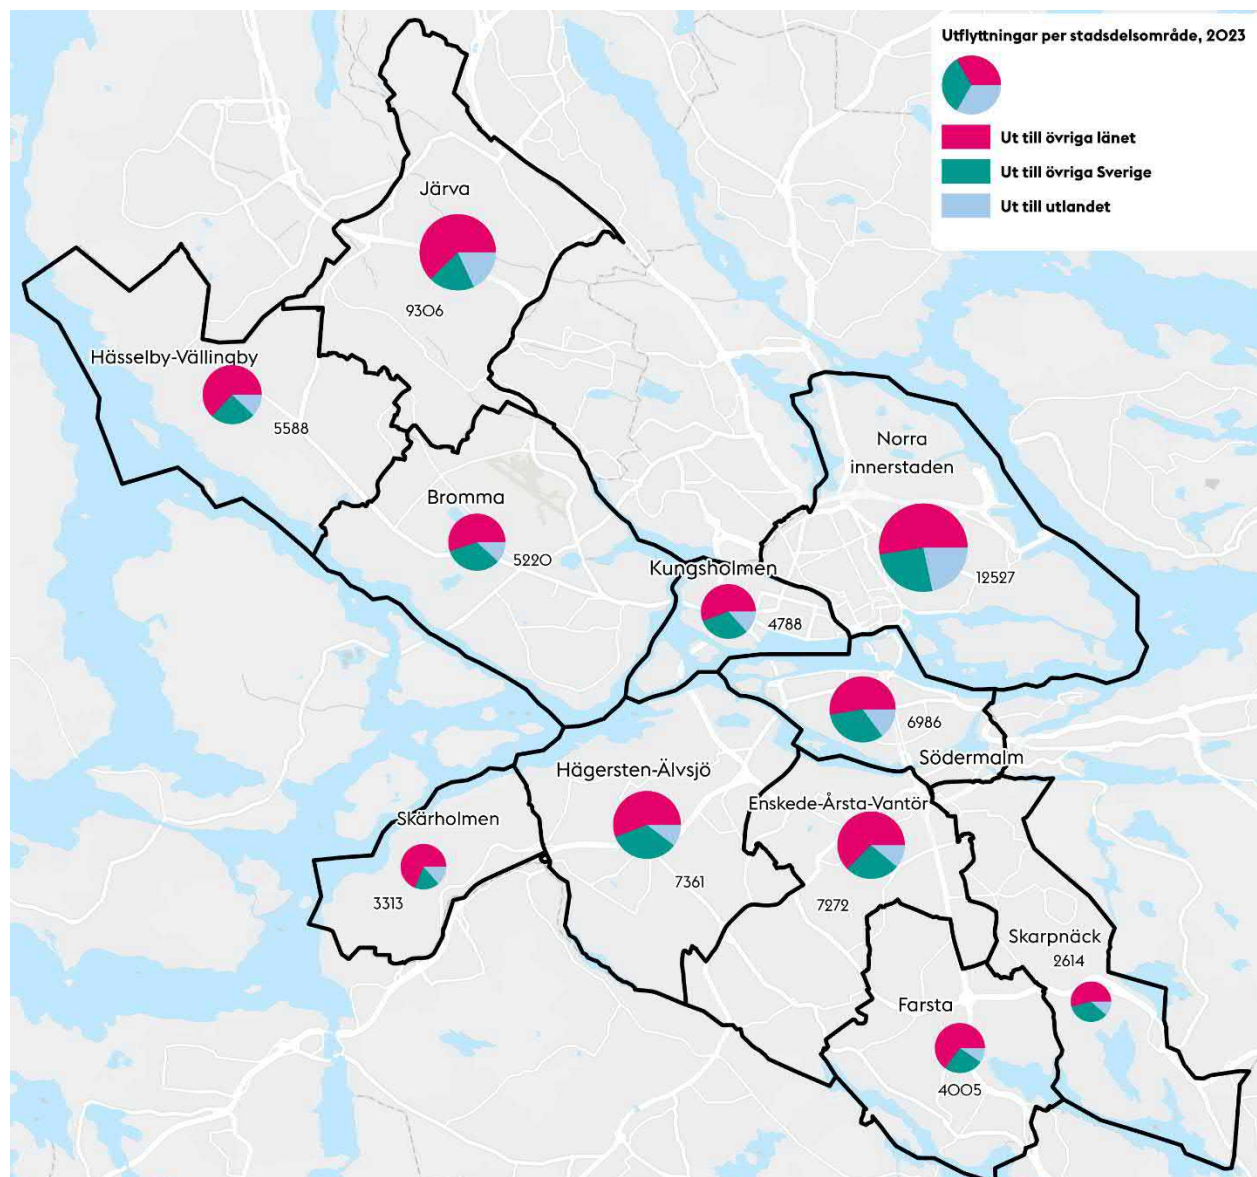 Utflyttningar per stadsdelsområde, 2023
Ut till övriga länet
Ut till övriga Sverige
Ut till utlandet
Järva
9306
Hässelby-Vällingby
5588
Norra
innerstaden
12527
Bromma
5220
Kungsholmen
4788
6986
Södermalm
Hägersten-Älvsjö
7361
Enskede-Årsta-Vantör
7272
Skärholmen
3313
Skarpnäck
2614
Farsta
4005